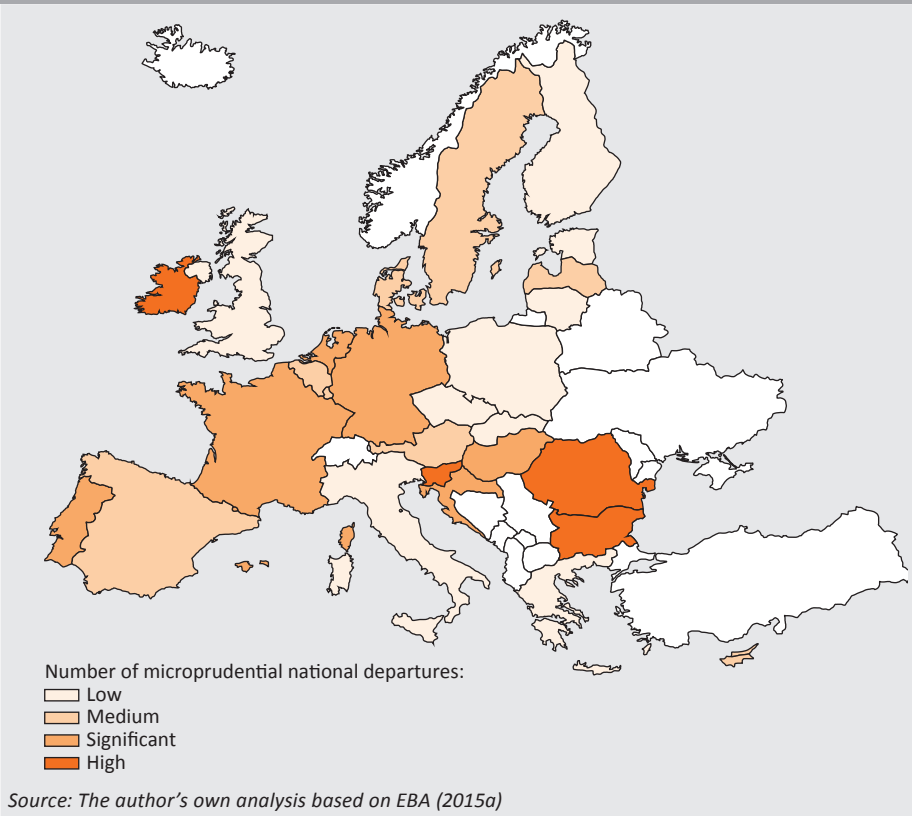 Number of microprudential national departures:
Low
Medium
Significant
High
Source: The author's own analysis based on EBA (2015a)